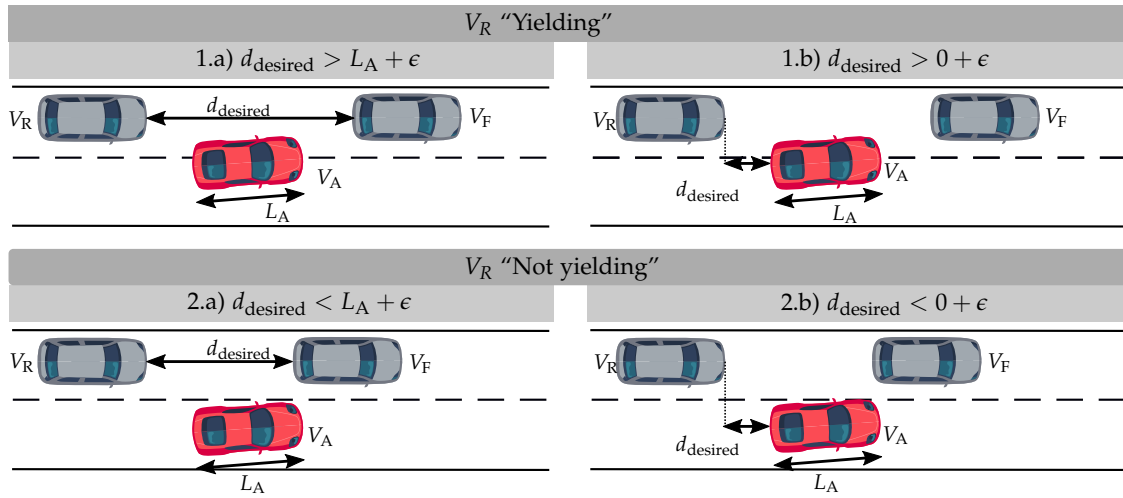 V_R “Yielding”
1.a) d_desired > L_A + ϵ
1.b) d_desired > 0 + ϵ
V_R
d_desired
V_F
V_A
L_A
V_R
V_F
d_desired
V_A
L_A
V_R “Not yielding”
2.a) d_desired < L_A + ϵ
2.b) d_desired < 0 + ϵ
V_R
d_desired
V_F
V_A
L_A
V_R
V_F
d_desired
V_A
L_A